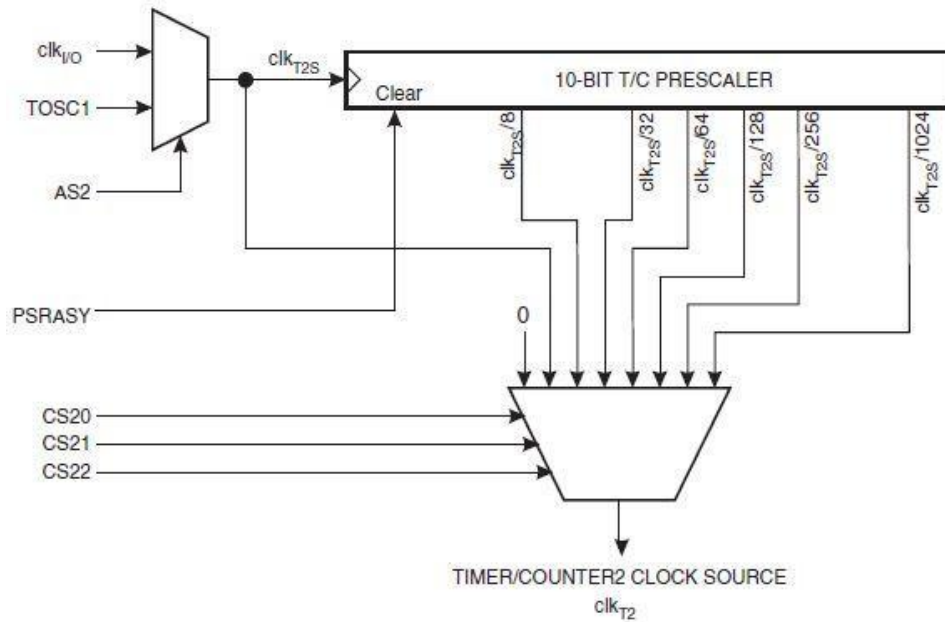 clkI/O
clkT2S
10-BIT T/C PRESCALER
TOSC1
Clear
AS2
clkT2S/8
clkT2S/32
clkT2S/64
clkT2S/128
clkT2S/256
clkT2S/1024
PSRASY
0
CS20
CS21
CS22
TIMER/COUNTER2 CLOCK SOURCE
clkT2